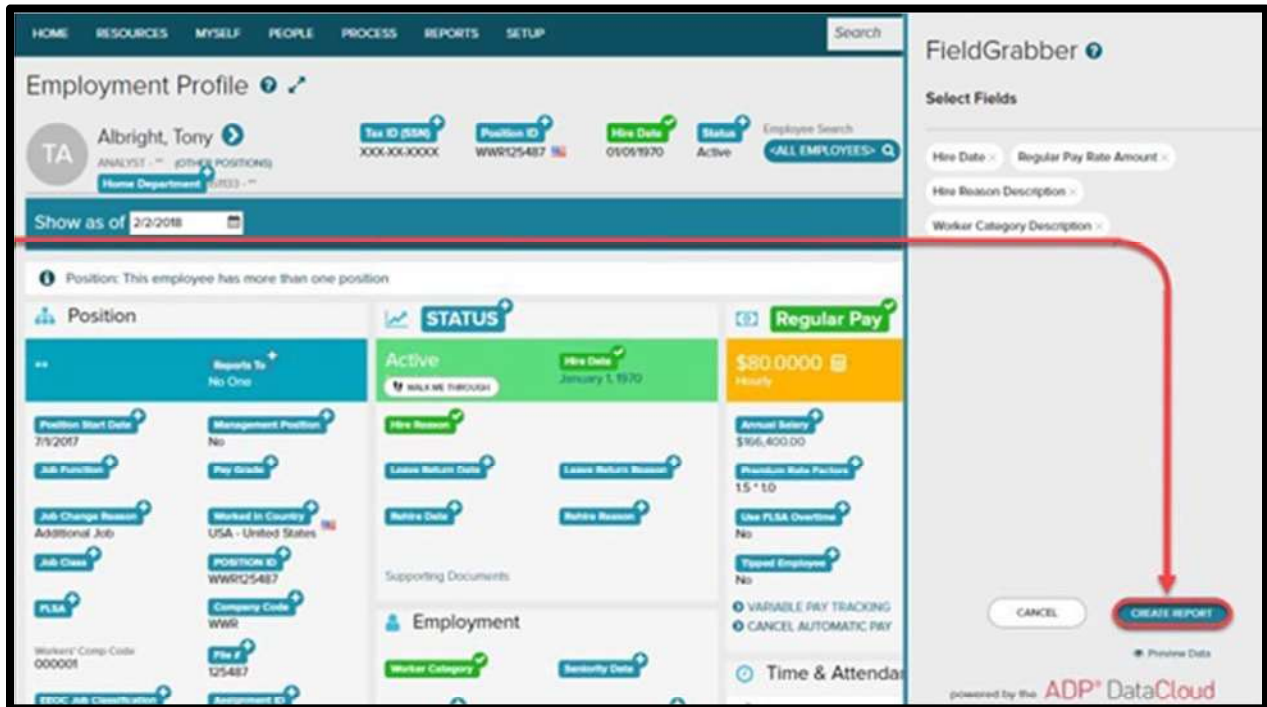 HOME RESOURCES MYSELF PEOPLE PROCESS REPORTS SETUP Search
Employment Profile
TA
Albright, Tony
ANALYST - "" (OTHER POSITIONS)
Home Department
Tax ID (SSN) Position ID Hire Date Status Employee Search
XXX-XX-XXXX WWR125487 01/01/1970 Active <ALL EMPLOYEES>
Show as of 2/2/2018
Position: This employee has more than one position
Position
Reports To
No One
Position Start Date Management Position
7/1/2017 No
Job Function Pay Grade
Job Change Reason Worked in Country
Additional Job USA - United States
Job Class POSITION ID
WWR125487
FLSA Company Code
WWR
Workers' Comp Code File #
000001 125487
EEOC Job Classification Assignment ID
STATUS
Active Hire Date
WALK ME THROUGH January 1, 1970
Hire Reason
Leave Return Date Leave Return Reason
Rehire Date Rehire Reason
Supporting Documents
Employment
Worker Category Seniority Date
Regular Pay
$80.0000
Hourly
Annual Salary
$166,400.00
Premium Rate Factors
1.5 * 1.0
Use FLSA Overtime
No
Tipped Employee
No
VARIABLE PAY TRACKING
CANCEL AUTOMATIC PAY
Time & Attendan
FieldGrabber
Select Fields
Hire Date × Regular Pay Rate Amount ×
Hire Reason Description ×
Worker Category Description ×
CANCEL CREATE REPORT
Preview Data
powered by the ADP® DataCloud